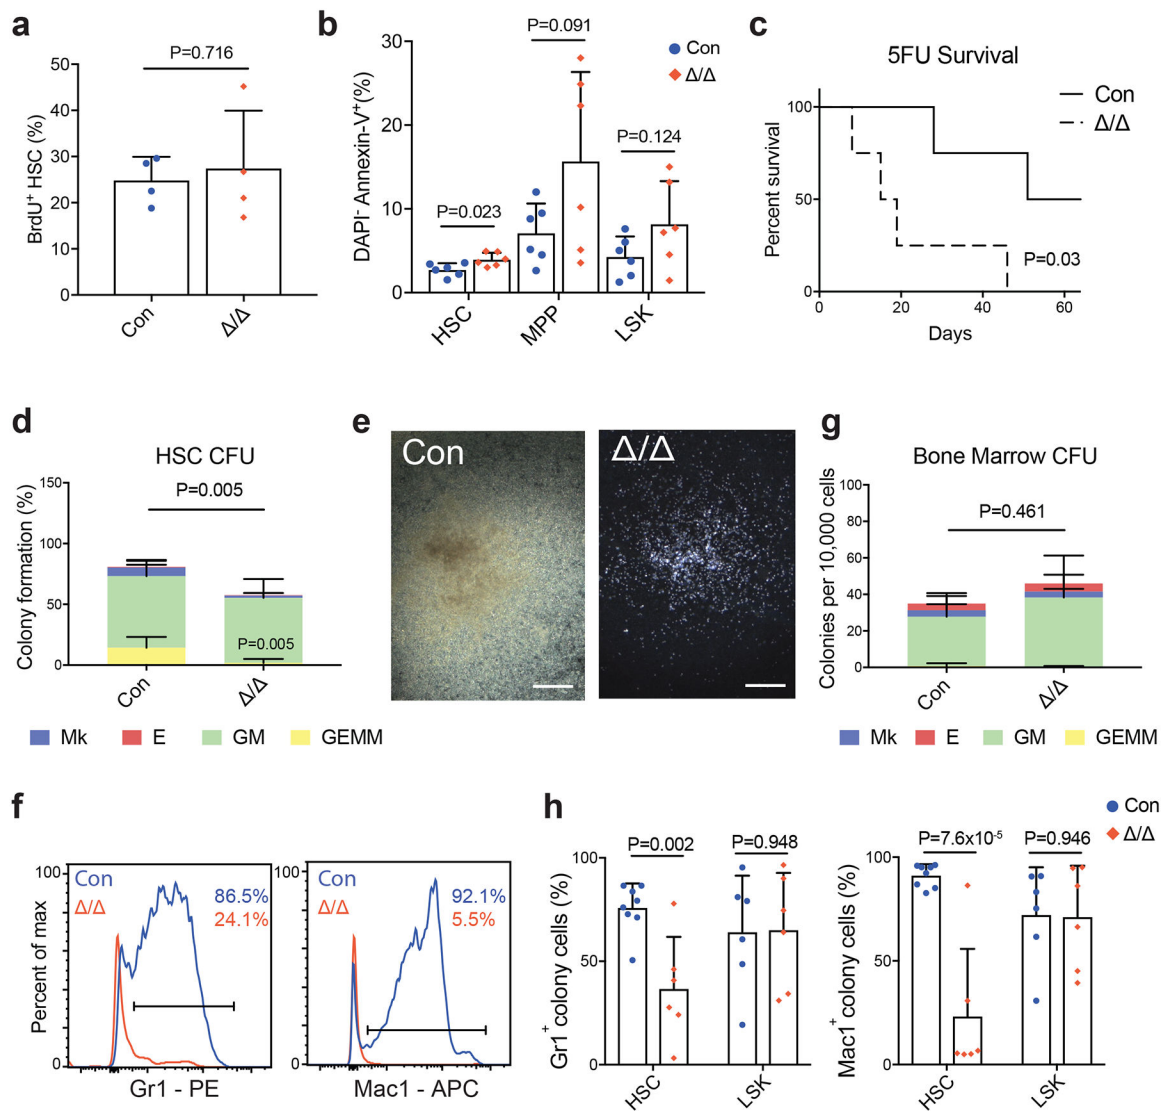 a
P=0.716
BrdU⁺ HSC (%)
50
40
30
20
10
0
Con
Δ/Δ
b
P=0.091
Con
Δ/Δ
P=0.124
P=0.023
DAPI⁻ Annexin-V⁺(%)
30
20
10
0
HSC
MPP
LSK
c
5FU Survival
Con
Δ/Δ
Percent survival
100
50
0
P=0.03
0
20
40
60
Days
d
HSC CFU
P=0.005
Colony formation (%)
150
100
50
0
P=0.005
Con
Δ/Δ
Mk
E
GM
GEMM
e
Con
Δ/Δ
g
Bone Marrow CFU
P=0.461
Colonies per 10,000 cells
100
80
60
40
20
0
Con
Δ/Δ
Mk
E
GM
GEMM
f
Percent of max
100
0
Con
Δ/Δ
86.5%
24.1%
Gr1 - PE
100
0
Con
Δ/Δ
92.1%
5.5%
Mac1 - APC
h
Con
Δ/Δ
P=0.002
P=0.948
Gr1⁺ colony cells (%)
100
50
0
HSC
LSK
P=7.6x10⁻⁵
P=0.946
Mac1⁺ colony cells (%)
100
50
0
HSC
LSK